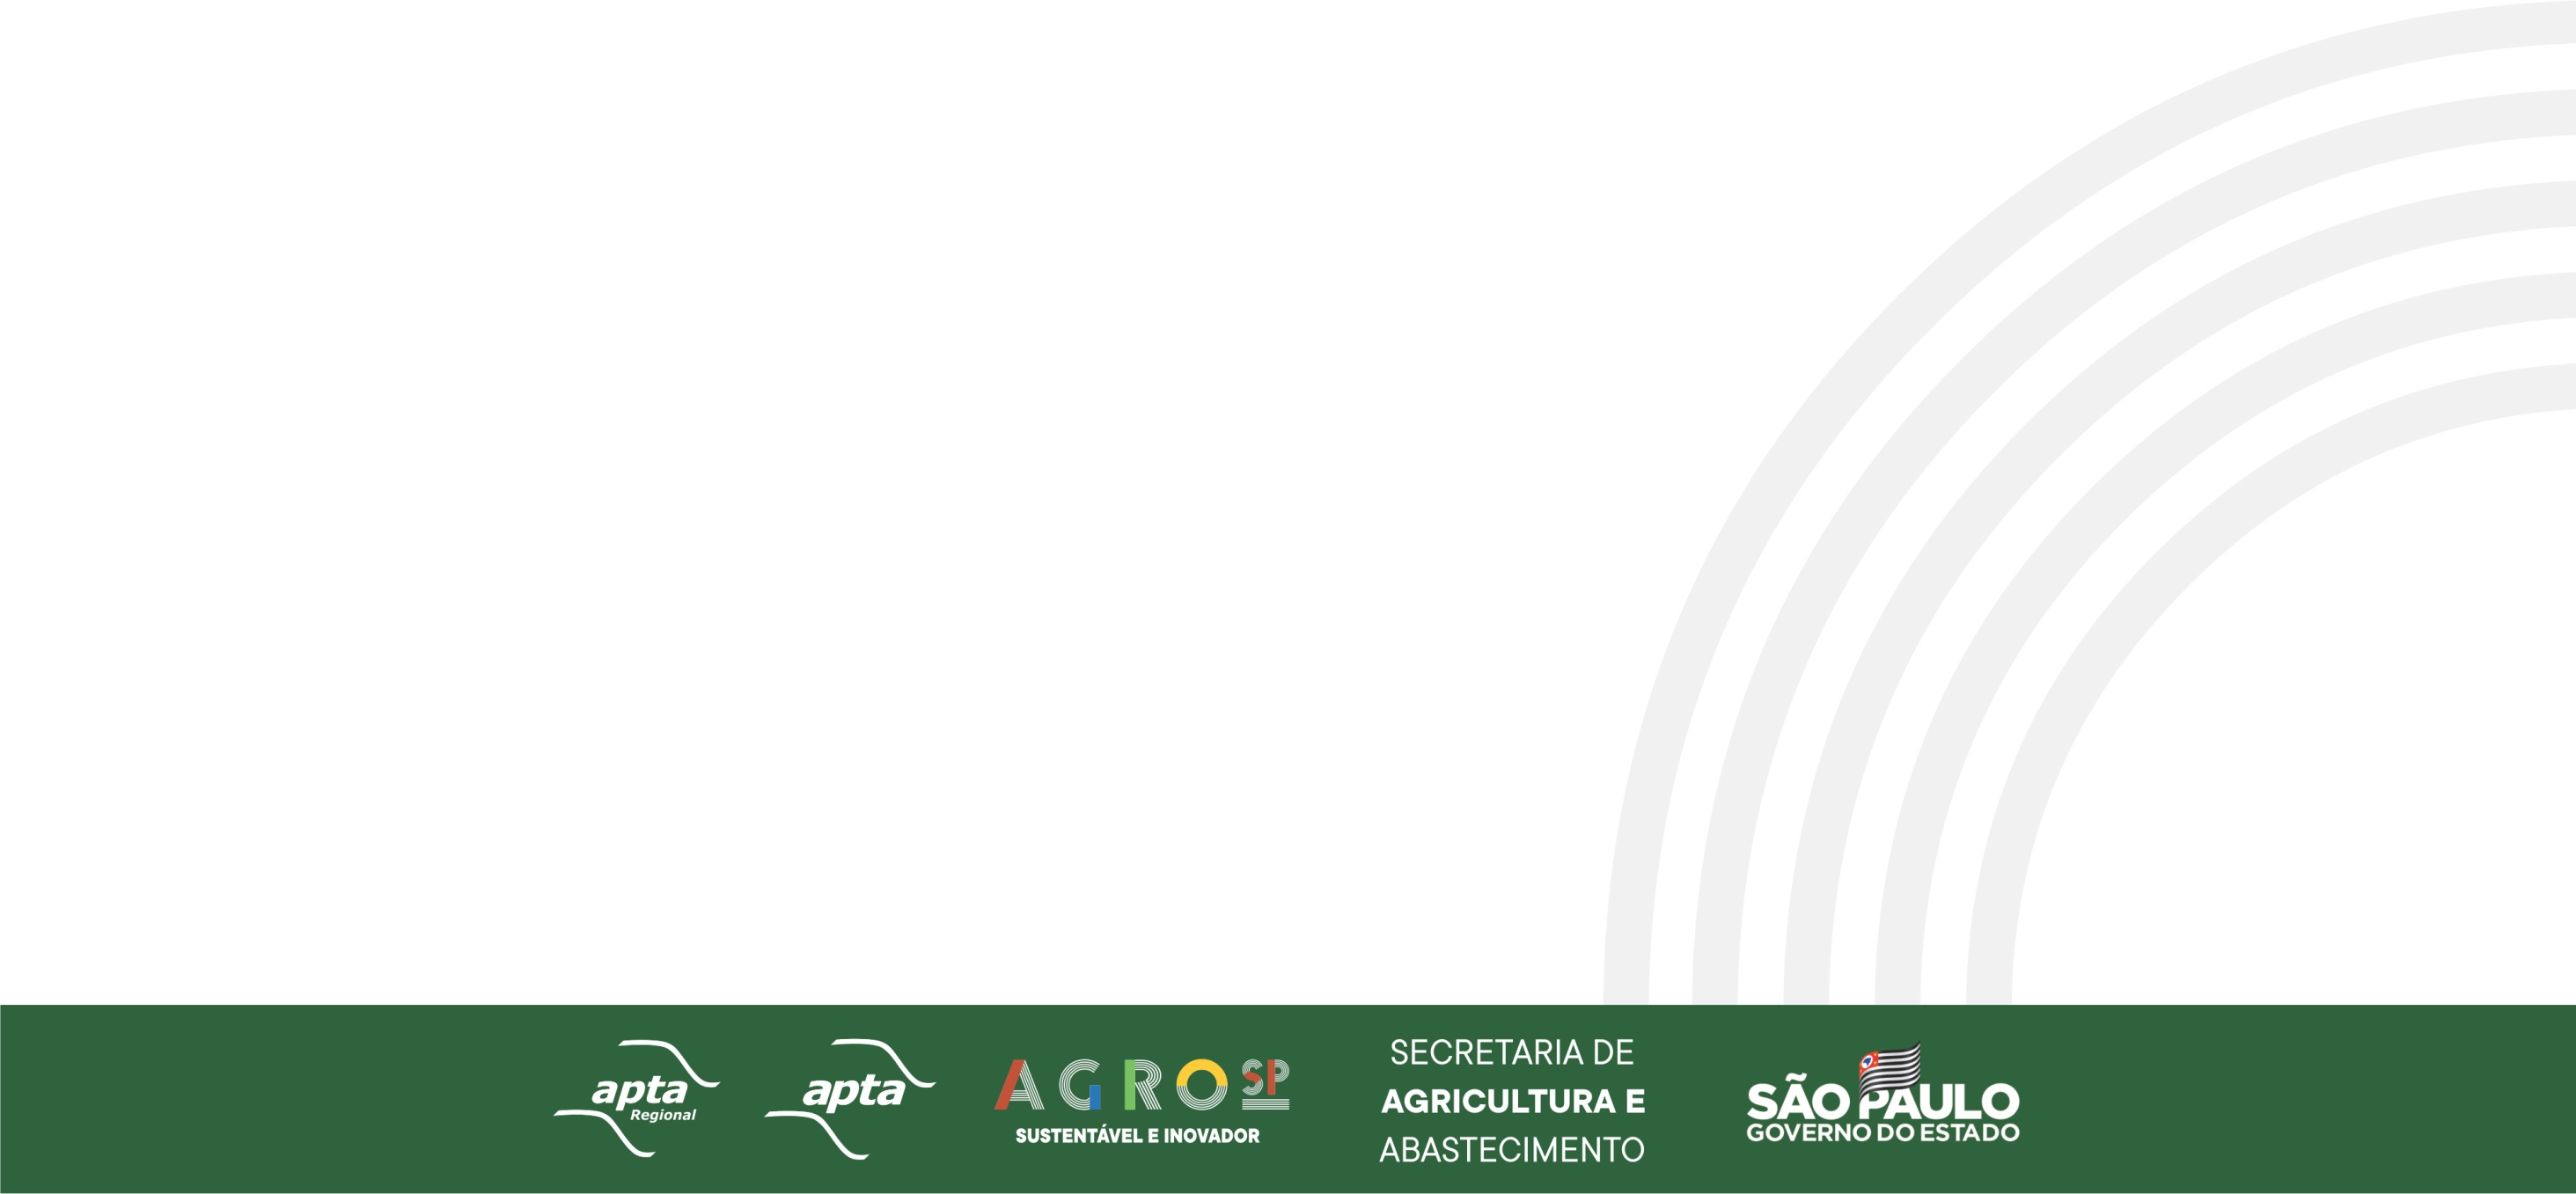 apta
Regional
apta
AGRO SP
SUSTENTÁVEL E INOVADOR
SECRETARIA DE
AGRICULTURA E
ABASTECIMENTO
SÃO PAULO
GOVERNO DO ESTADO